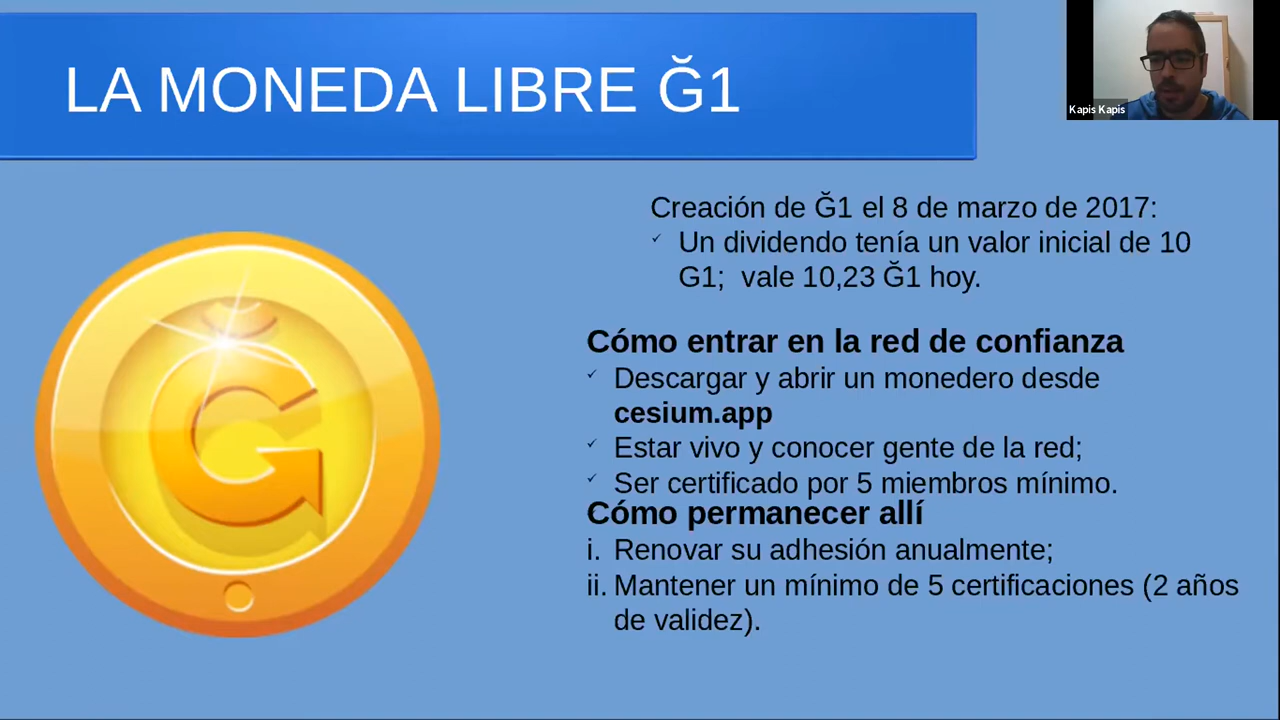 LA MONEDA LIBRE Ğ1
Kapis Kapis
Creación de Ğ1 el 8 de marzo de 2017:
✓ Un dividendo tenía un valor inicial de 10
G1;  vale 10,23 Ğ1 hoy.
Cómo entrar en la red de confianza
✓ Descargar y abrir un monedero desde
cesium.app
✓ Estar vivo y conocer gente de la red;
✓ Ser certificado por 5 miembros mínimo.
Cómo permanecer allí
i. Renovar su adhesión anualmente;
ii. Mantener un mínimo de 5 certificaciones (2 años
de validez).